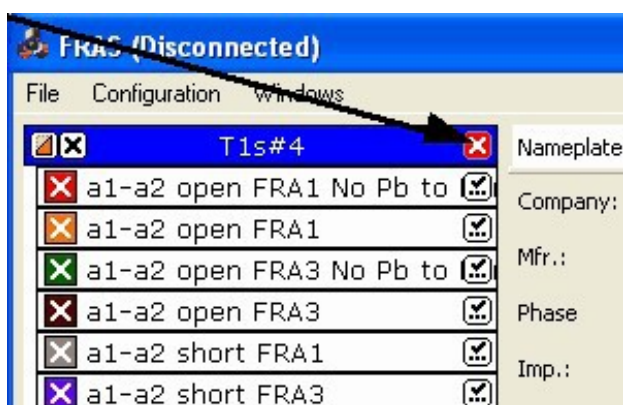 FRAS (Disconnected)
File Configuration Windows
T1s#4
Nameplate
a1-a2 open FRA1 No Pb to
Company:
a1-a2 open FRA1
a1-a2 open FRA3 No Pb to
Mfr.:
a1-a2 open FRA3
Phase
a1-a2 short FRA1
Imp.:
a1-a2 short FRA3